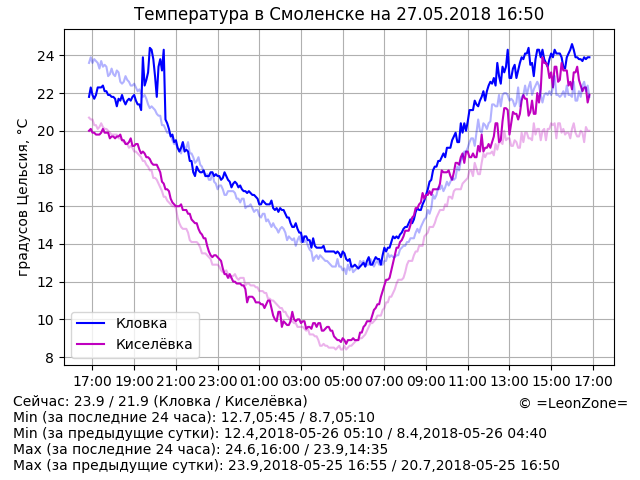 Температура в Смоленске на 27.05.2018 16:50
градусов Цельсия, °C
24
22
20
18
16
14
12
10
8
Кловка
Киселёвка
17:00 19:00 21:00 23:00 01:00 03:00 05:00 07:00 09:00 11:00 13:00 15:00 17:00
Сейчас: 23.9 / 21.9 (Кловка / Киселёвка)
© =LeonZone=
Min (за последние 24 часа): 12.7,05:45 / 8.7,05:10
Min (за предыдущие сутки): 12.4,2018-05-26 05:10 / 8.4,2018-05-26 04:40
Max (за последние 24 часа): 24.6,16:00 / 23.9,14:35
Max (за предыдущие сутки): 23.9,2018-05-25 16:55 / 20.7,2018-05-25 16:50